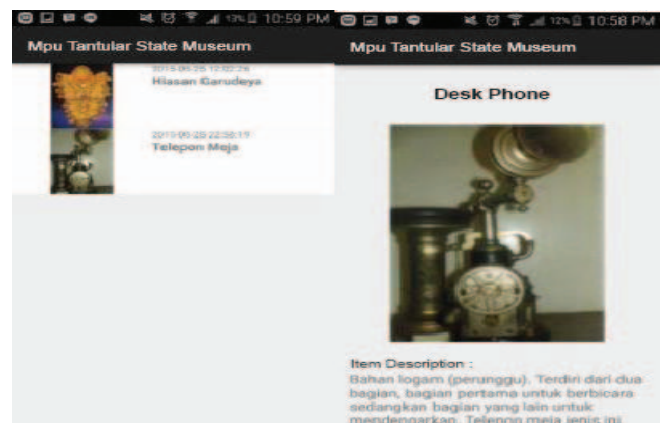 13% 10:59 PM
Mpu Tantular State Museum
Hiasan Garudeya
Telepon Meja
12% 10:58 PM
Mpu Tantular State Museum
Desk Phone
Item Description :
Bahan logam (perunggu). Terdiri dari dua
bagian, bagian pertama untuk berbicara
sedangkan bagian yang lain untuk
mendengarkan. Telepon meja jenis ini